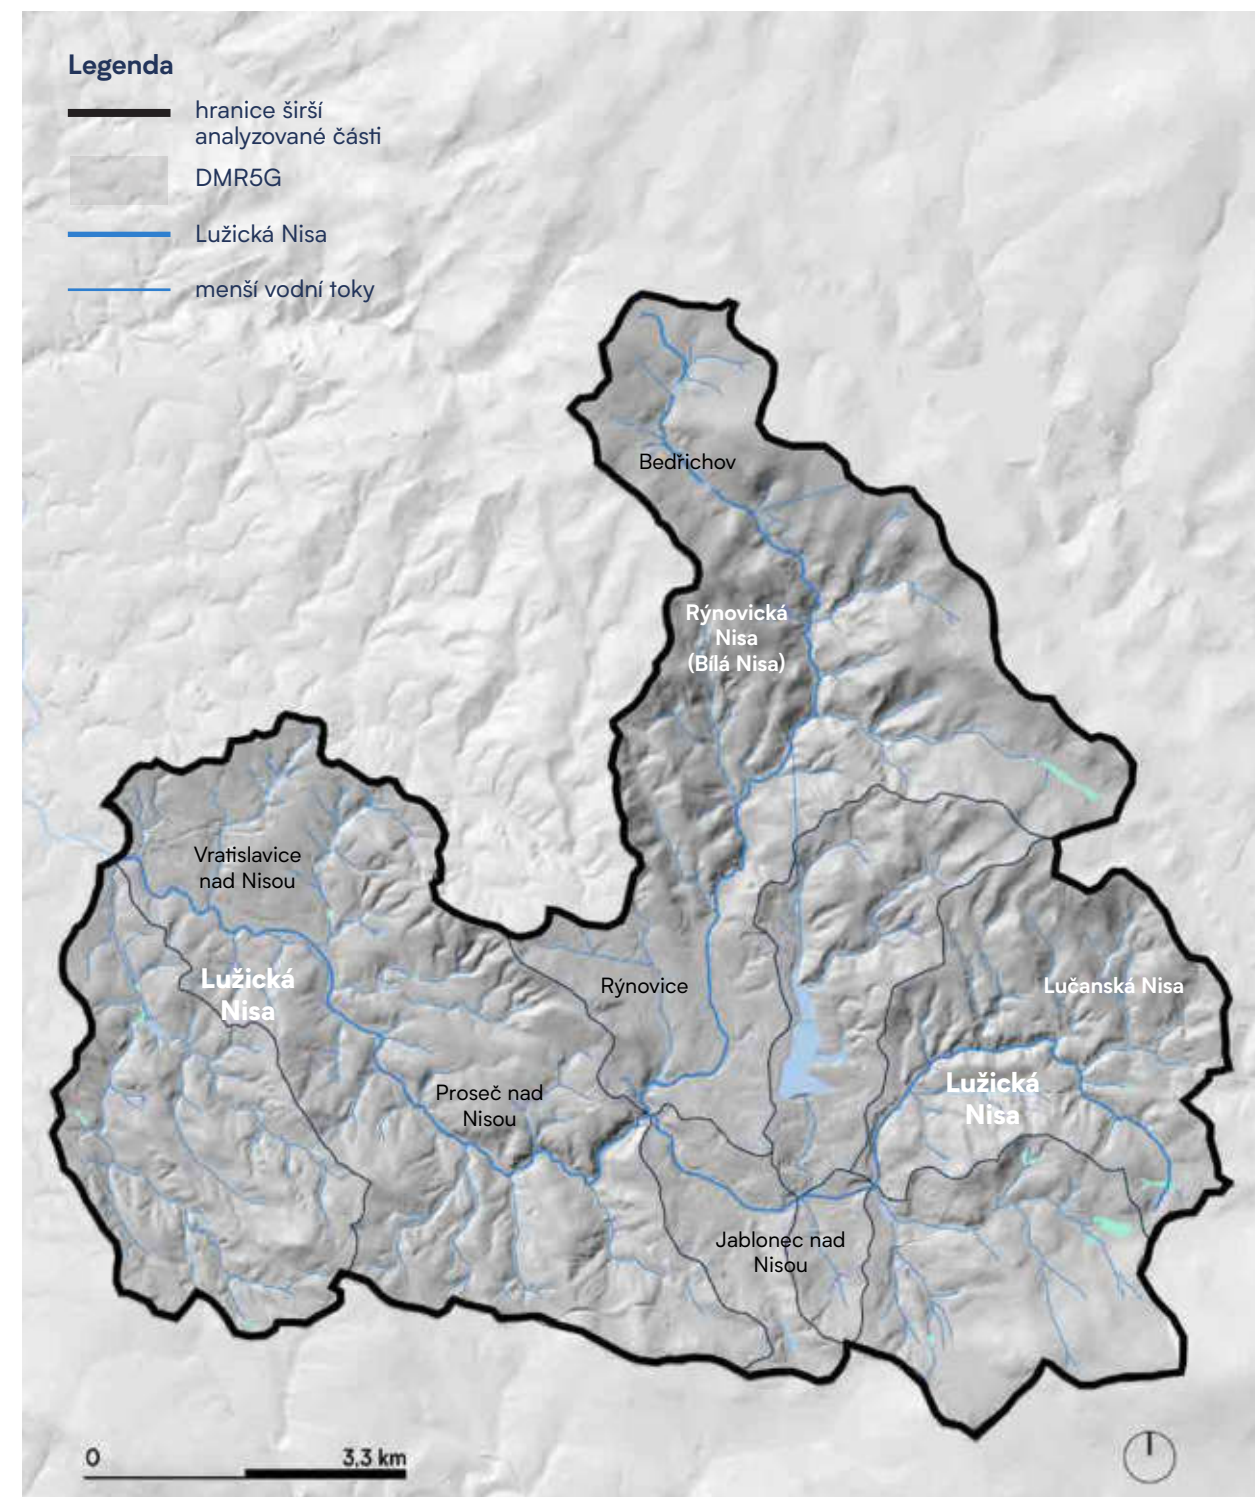 Legenda
hranice širší
analyzované části
DMR5G
Lužická Nisa
menší vodní toky
Bedřichov
Rýnovická
Nisa
(Bílá Nisa)
Vratislavice
nad Nisou
Lužická
Nisa
Rýnovice
Lučanská Nisa
Proseč nad
Nisou
Lužická
Nisa
Jablonec nad
Nisou
0 3,3 km